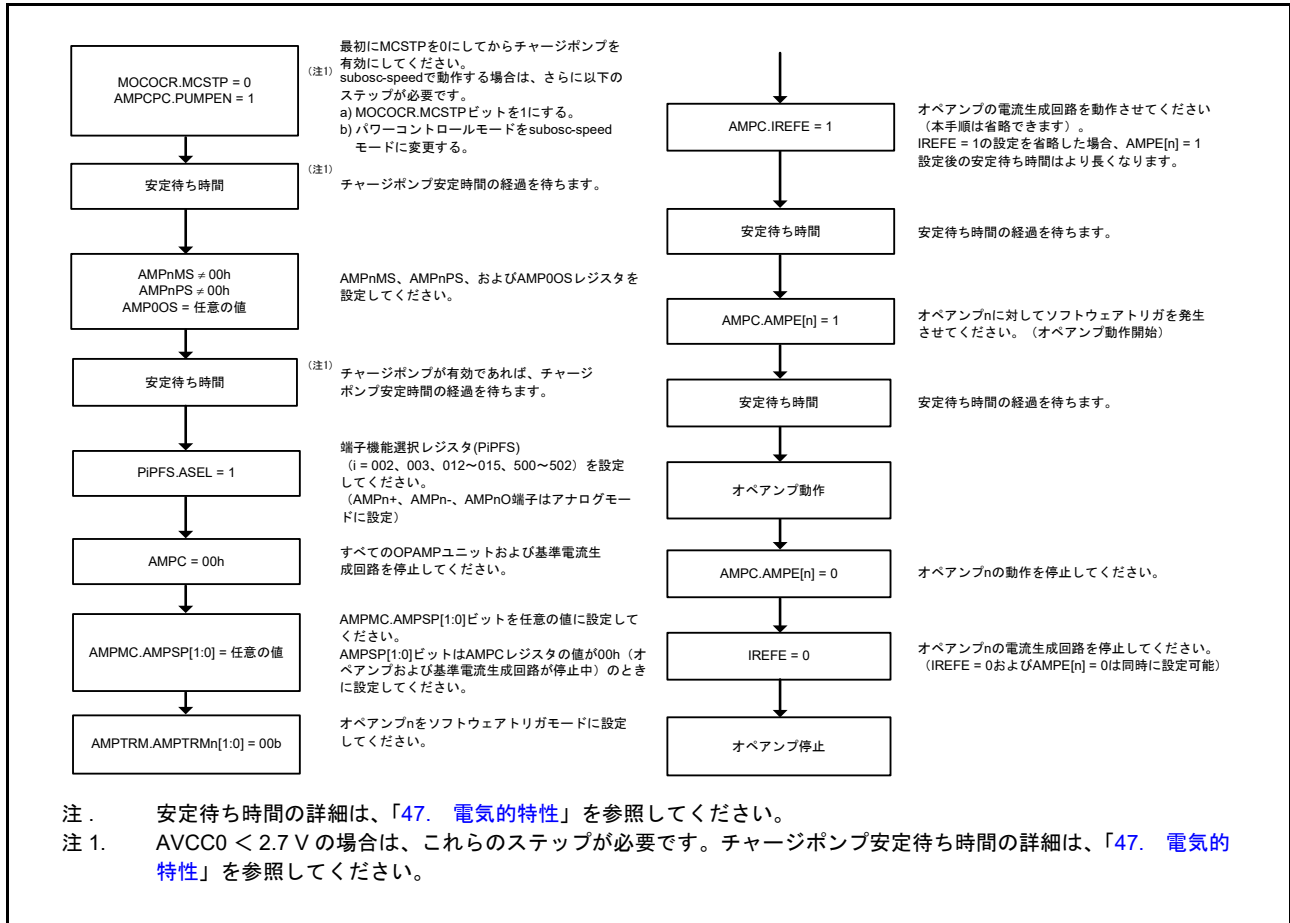 MOCOCR.MCSTP = 0
AMPCPC.PUMPEN = 1
（注1）
最初にMCSTPを0にしてからチャージポンプを
有効にしてください。
subosc-speedで動作する場合は、さらに以下の
ステップが必要です。
a) MOCOCR.MCSTPビットを1にする。
b) パワーコントロールモードをsubosc-speed
モードに変更する。
安定待ち時間
（注1）
チャージポンプ安定時間の経過を待ちます。
AMPnMS ≠ 00h
AMPnPS ≠ 00h
AMP0OS = 任意の値
AMPnMS、AMPnPS、およびAMP0OSレジスタを
設定してください。
安定待ち時間
（注1）
チャージポンプが有効であれば、チャージ
ポンプ安定時間の経過を待ちます。
PiPFS.ASEL = 1
端子機能選択レジスタ(PiPFS)
（i = 002、003、012～015、500～502）を設定
してください。
（AMPn+、AMPn-、AMPnO端子はアナログモー
ドに設定）
AMPC = 00h
すべてのOPAMPユニットおよび基準電流生
成回路を停止してください。
AMPMC.AMPSP[1:0] = 任意の値
AMPMC.AMPSP[1:0]ビットを任意の値に設定して
ください。
AMPSP[1:0]ビットはAMPCレジスタの値が00h（オ
ペアンプおよび基準電流生成回路が停止中）のとき
に設定してください。
AMPTRM.AMPTRMn[1:0] = 00b
オペアンプnをソフトウェアトリガモードに設定
してください。
AMPC.IREFE = 1
オペアンプの電流生成回路を動作させてください
（本手順は省略できます）。
IREFE = 1の設定を省略した場合、AMPE[n] = 1
設定後の安定待ち時間はより長くなります。
安定待ち時間
安定待ち時間の経過を待ちます。
AMPC.AMPE[n] = 1
オペアンプnに対してソフトウェアトリガを発生
させてください。（オペアンプ動作開始）
安定待ち時間
安定待ち時間の経過を待ちます。
オペアンプ動作
AMPC.AMPE[n] = 0
オペアンプnの動作を停止してください。
IREFE = 0
オペアンプnの電流生成回路を停止してください。
（IREFE = 0およびAMPE[n] = 0は同時に設定可能）
オペアンプ停止
注 . 安定待ち時間の詳細は、「47. 電気的特性」を参照してください。
注 1. AVCC0 ＜ 2.7 V の場合は、これらのステップが必要です。チャージポンプ安定待ち時間の詳細は、「47. 電気的
特性」を参照してください。